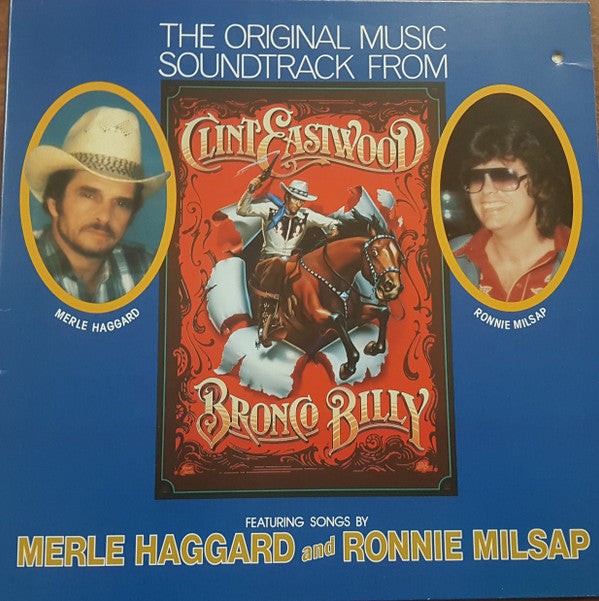 THE ORIGINAL MUSIC
SOUNDTRACK FROM
CLINT EASTWOOD
MERLE HAGGARD
RONNIE MILSAP
BRONCO BILLY
FEATURING SONGS BY
MERLE HAGGARD and RONNIE MILSAP